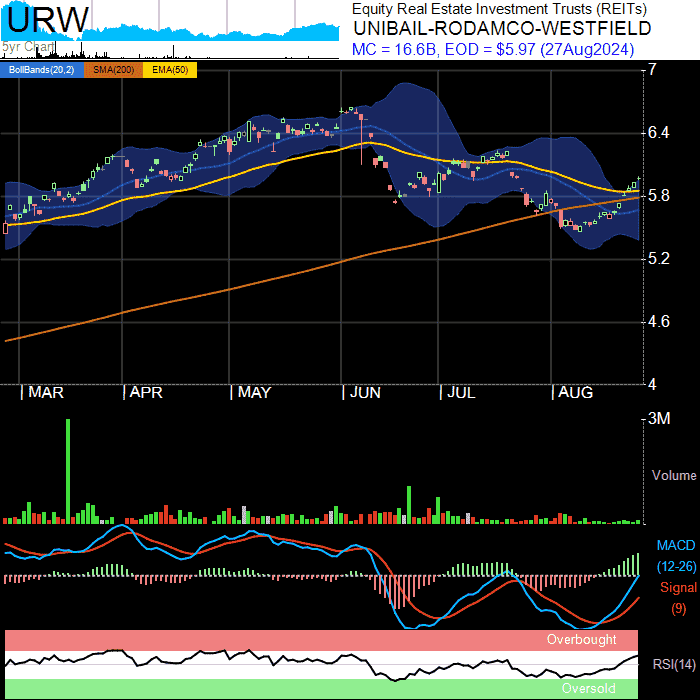 URW
5yr Chart
Equity Real Estate Investment Trusts (REITs)
UNIBAIL-RODAMCO-WESTFIELD
MC = 16.6B, EOD = $5.97 (27Aug2024)
BollBands(20,2) SMA(200) EMA(50)
7
6.4
5.8
5.2
4.6
4
MAR APR MAY JUN JUL AUG
3M
Volume
MACD
(12-26)
Signal
(9)
Overbought
RSI(14)
Oversold